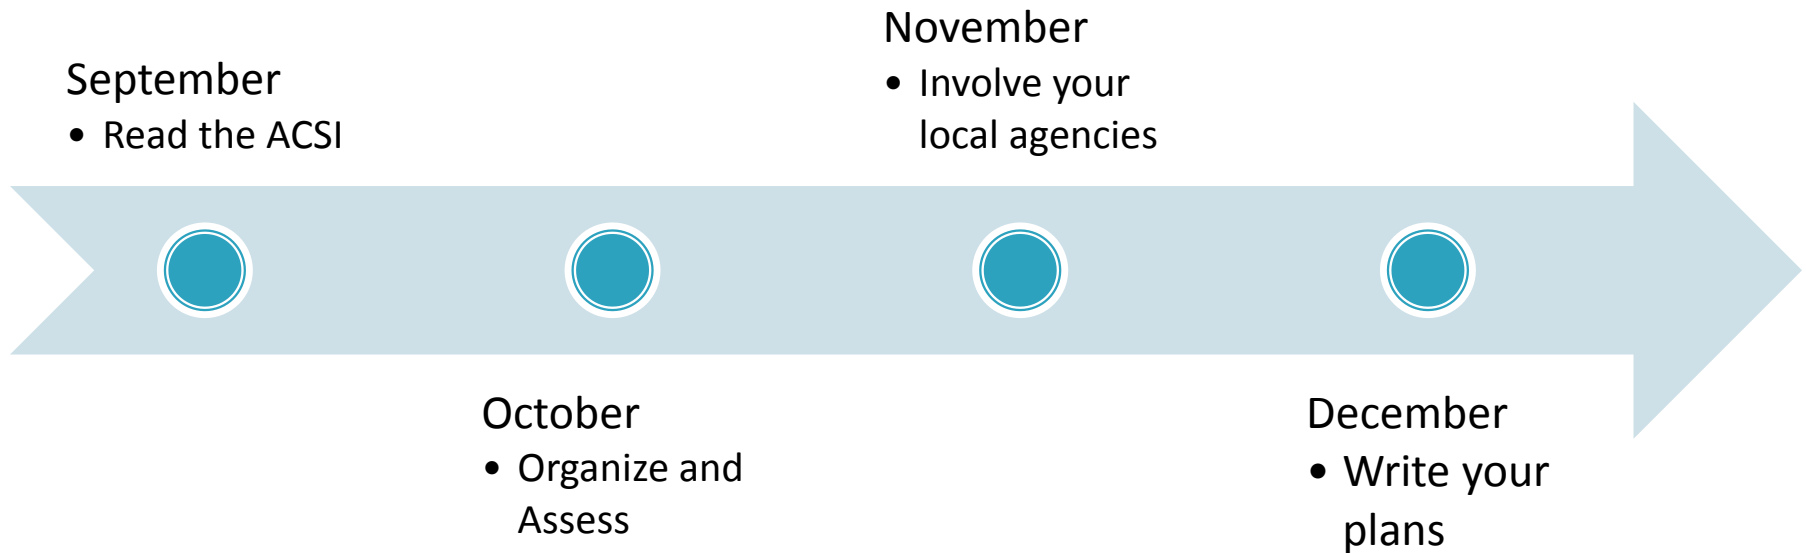 September
• Read the ACSI
October
• Organize and
Assess
November
• Involve your
local agencies
December
• Write your
plans